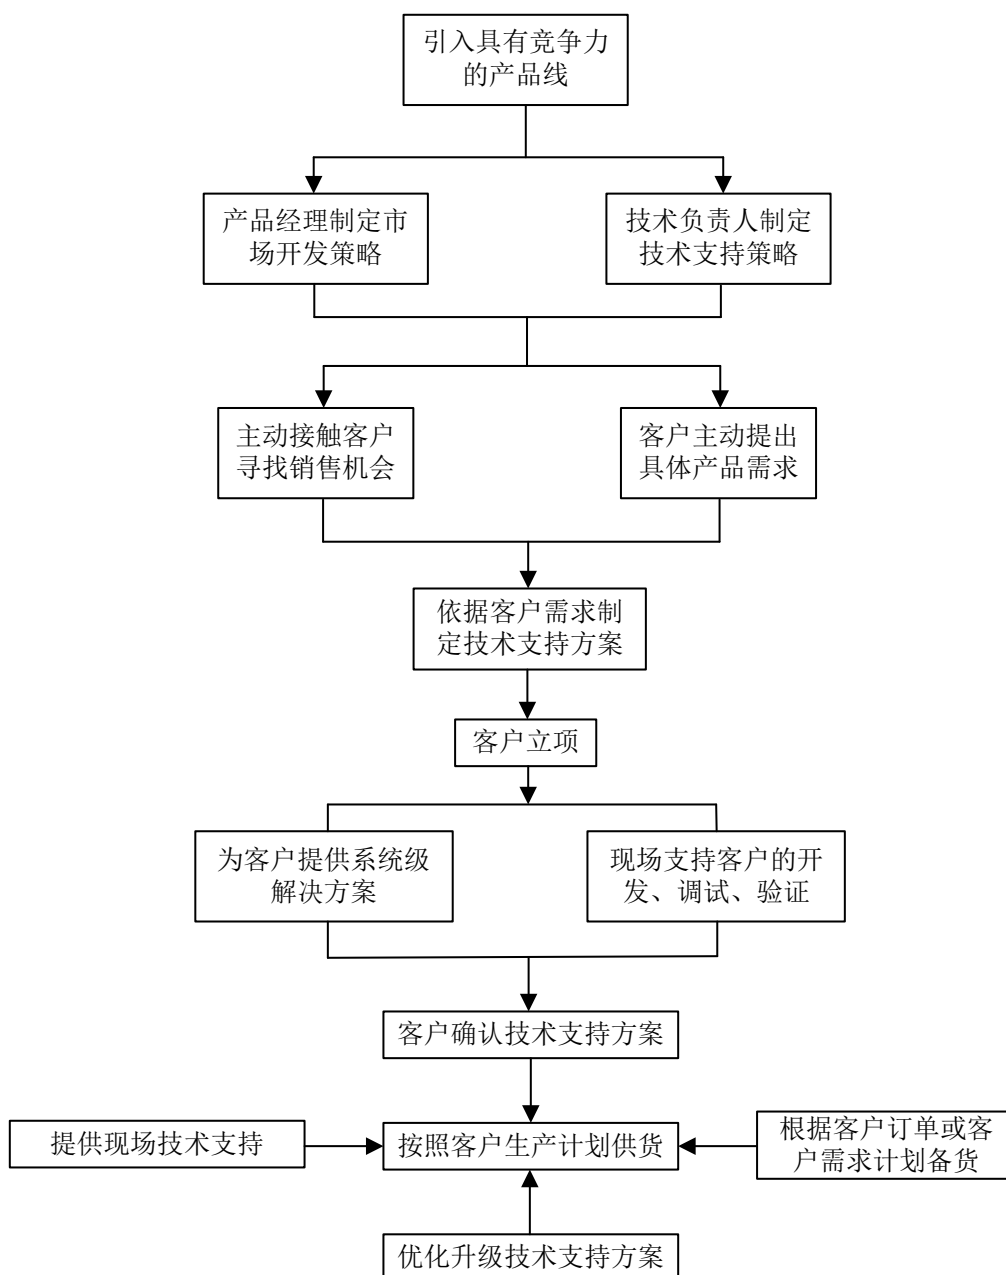 引入具有竞争力
的产品线
产品经理制定市
场开发策略
技术负责人制定
技术支持策略
主动接触客户
寻找销售机会
客户主动提出
具体产品需求
依据客户需求制
定技术支持方案
客户立项
为客户提供系统级
解决方案
现场支持客户的开
发、调试、验证
客户确认技术支持方案
提供现场技术支持
按照客户生产计划供货
根据客户订单或客
户需求计划备货
优化升级技术支持方案